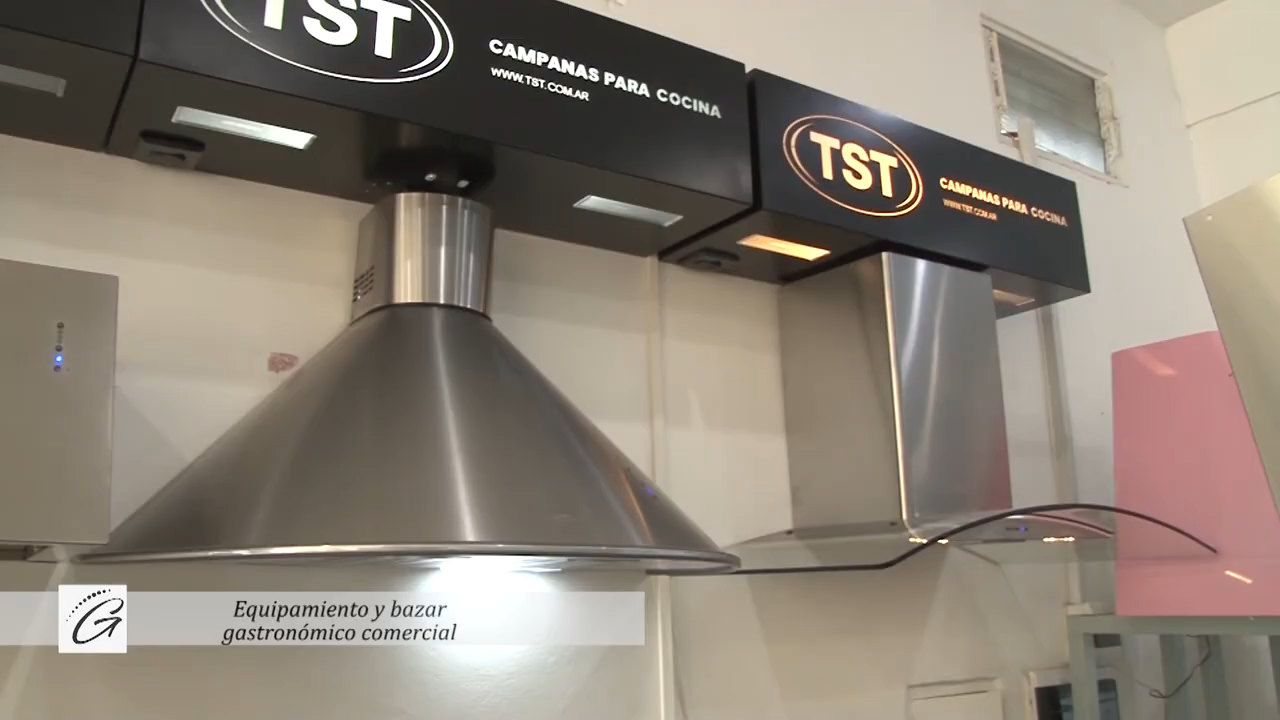 TST
CAMPANAS PARA COCINA
WWW.TST.COM.AR
TST
CAMPANAS PARA COCINA
WWW.TST.COM.AR
G
Equipamiento y bazar
gastronómico comercial